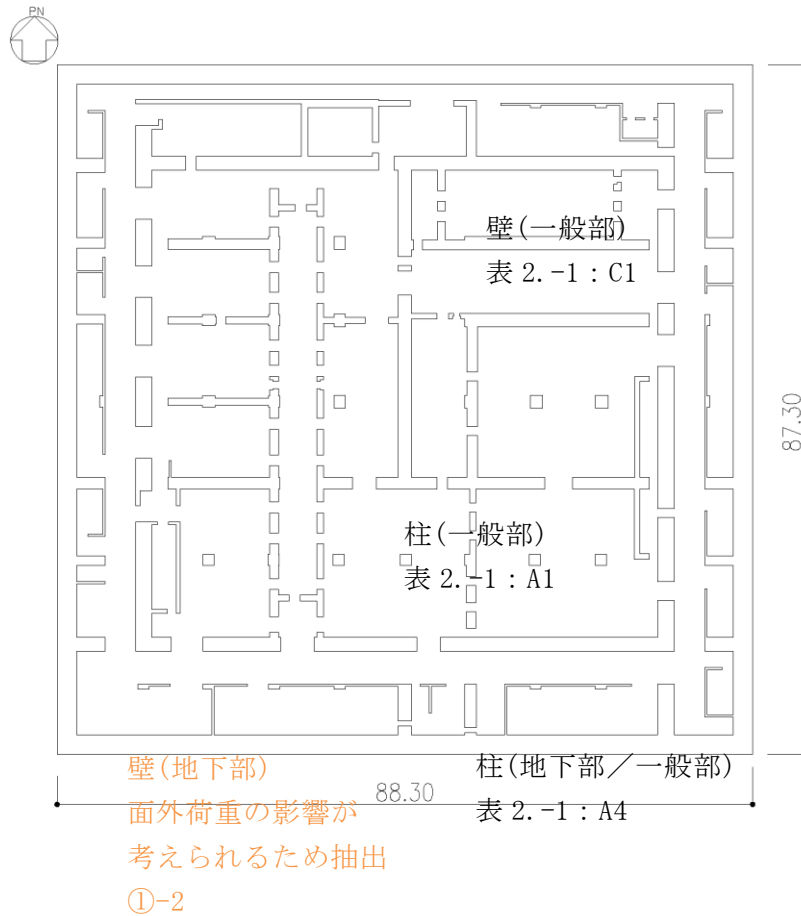 PN
壁(一般部)
表 2.-1：C1
87.30
柱(一般部)
表 2.-1：A1
壁(地下部)
面外荷重の影響が
考えられるため抽出
①-2
88.30
柱(地下部／一般部)
表 2.-1：A4